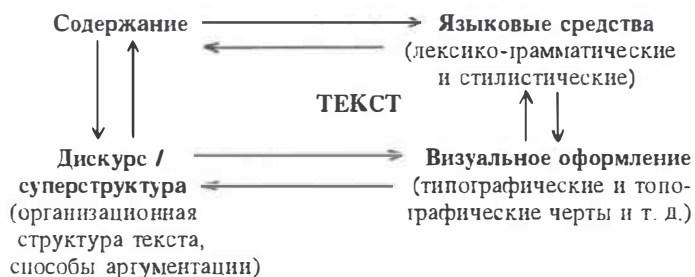 Содержание
Языковые средства
(лексико-грамматические
и стилистические)
ТЕКСТ
Дискурс /
суперструктура
(организационная
структура текста,
способы аргументации)
Визуальное оформление
(типографические и топо-
графические черты и т. д.)